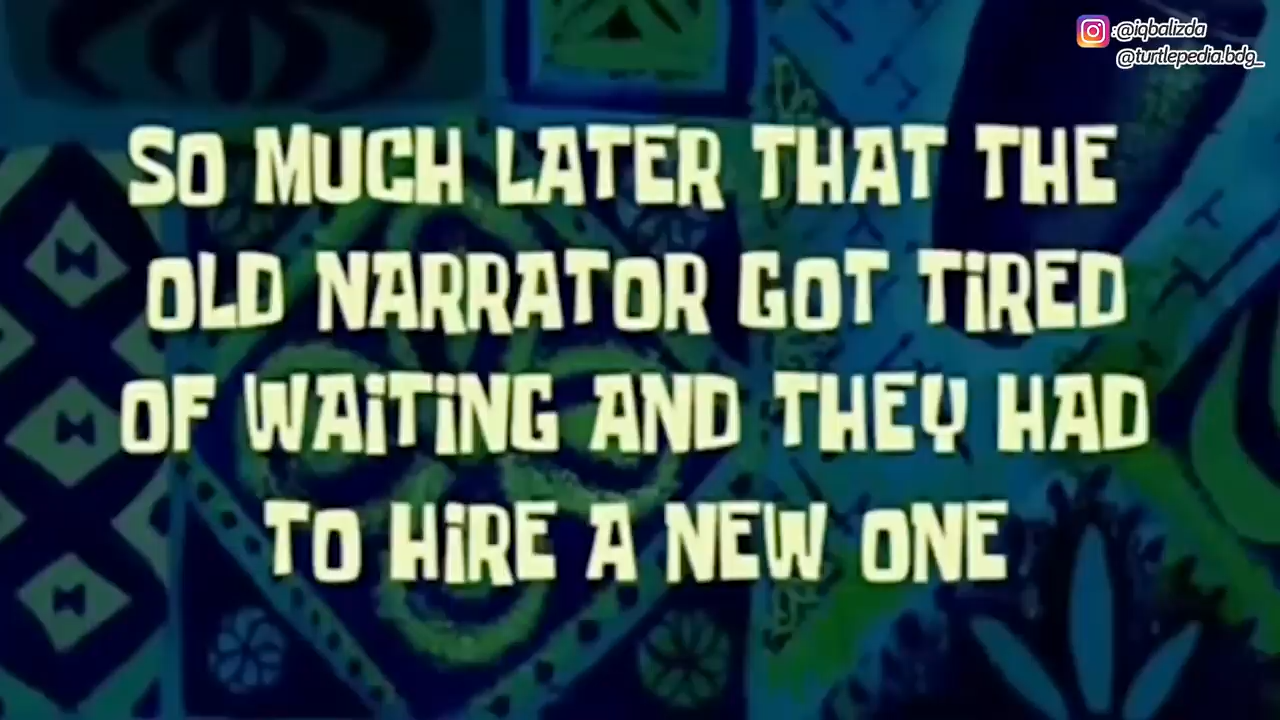 :@iqbalizda
@turtlepedia.bdg_
SO MUCH LATER THAT THE
OLD NARRATOR GOT TiRED
OF WAiTiNG AND THEY HAD
TO HiRE A NEW ONE